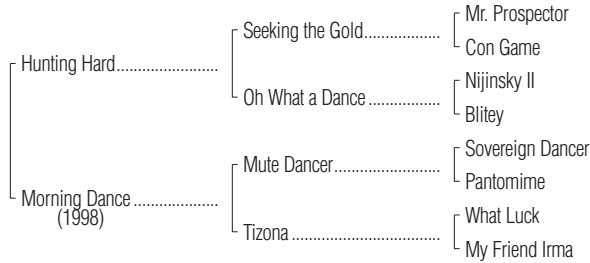 Mr. Prospector
Seeking the Gold..................
Con Game
Hunting Hard........................
Nijinsky II
Oh What a Dance .................
Blitey
Sovereign Dancer
Mute Dancer.........................
Pantomime
Morning Dance ....................
(1998)
What Luck
Tizona ...................................
My Friend Irma